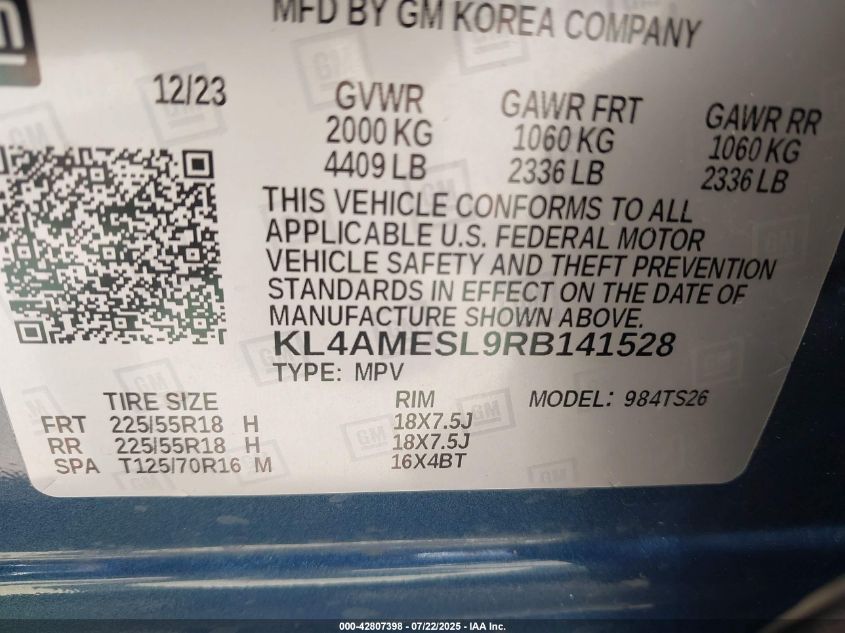 MFD BY GM KOREA COMPANY
12/23 GVWR GAWR FRT GAWR RR
2000 KG 1060 KG 1060 KG
4409 LB 2336 LB 2336 LB
THIS VEHICLE CONFORMS TO ALL
APPLICABLE U.S. FEDERAL MOTOR
VEHICLE SAFETY AND THEFT PREVENTION
STANDARDS IN EFFECT ON THE DATE OF
MANUFACTURE SHOWN ABOVE.
KL4AMESL9RB141528
TYPE: MPV
TIRE SIZE RIM MODEL: 984TS26
FRT 225/55R18 H 18X7.5J
RR 225/55R18 H 18X7.5J
SPA T125/70R16 M 16X4BT
000-42807398 - 07/22/2025 - IAA Inc.